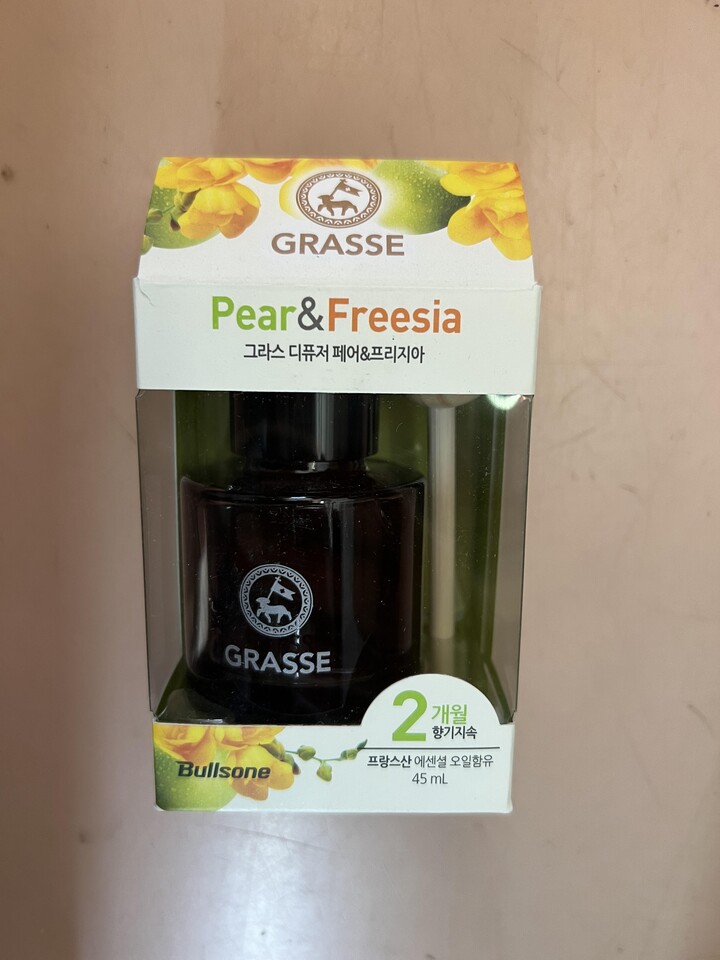 GRASSE
Pear&Freesia
그라스 디퓨저 페어&프리지아
GRASSE
2개월
향기지속
Bullsone
프랑스산 에센셜 오일함유
45 mL